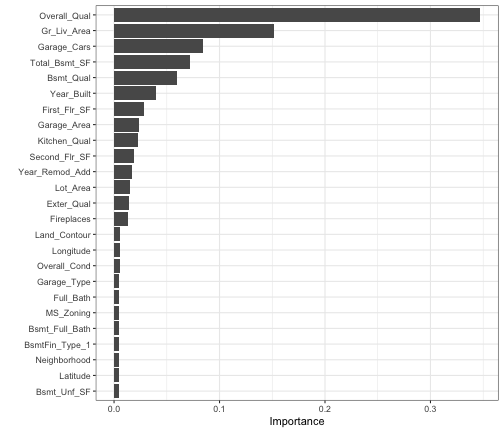 Overall_Qual
Gr_Liv_Area
Garage_Cars
Total_Bsmt_SF
Bsmt_Qual
Year_Built
First_Flr_SF
Garage_Area
Kitchen_Qual
Second_Flr_SF
Year_Remod_Add
Lot_Area
Exter_Qual
Fireplaces
Land_Contour
Longitude
Overall_Cond
Garage_Type
Full_Bath
MS_Zoning
Bsmt_Full_Bath
BsmtFin_Type_1
Neighborhood
Latitude
Bsmt_Unf_SF
0.0 0.1 0.2 0.3
Importance